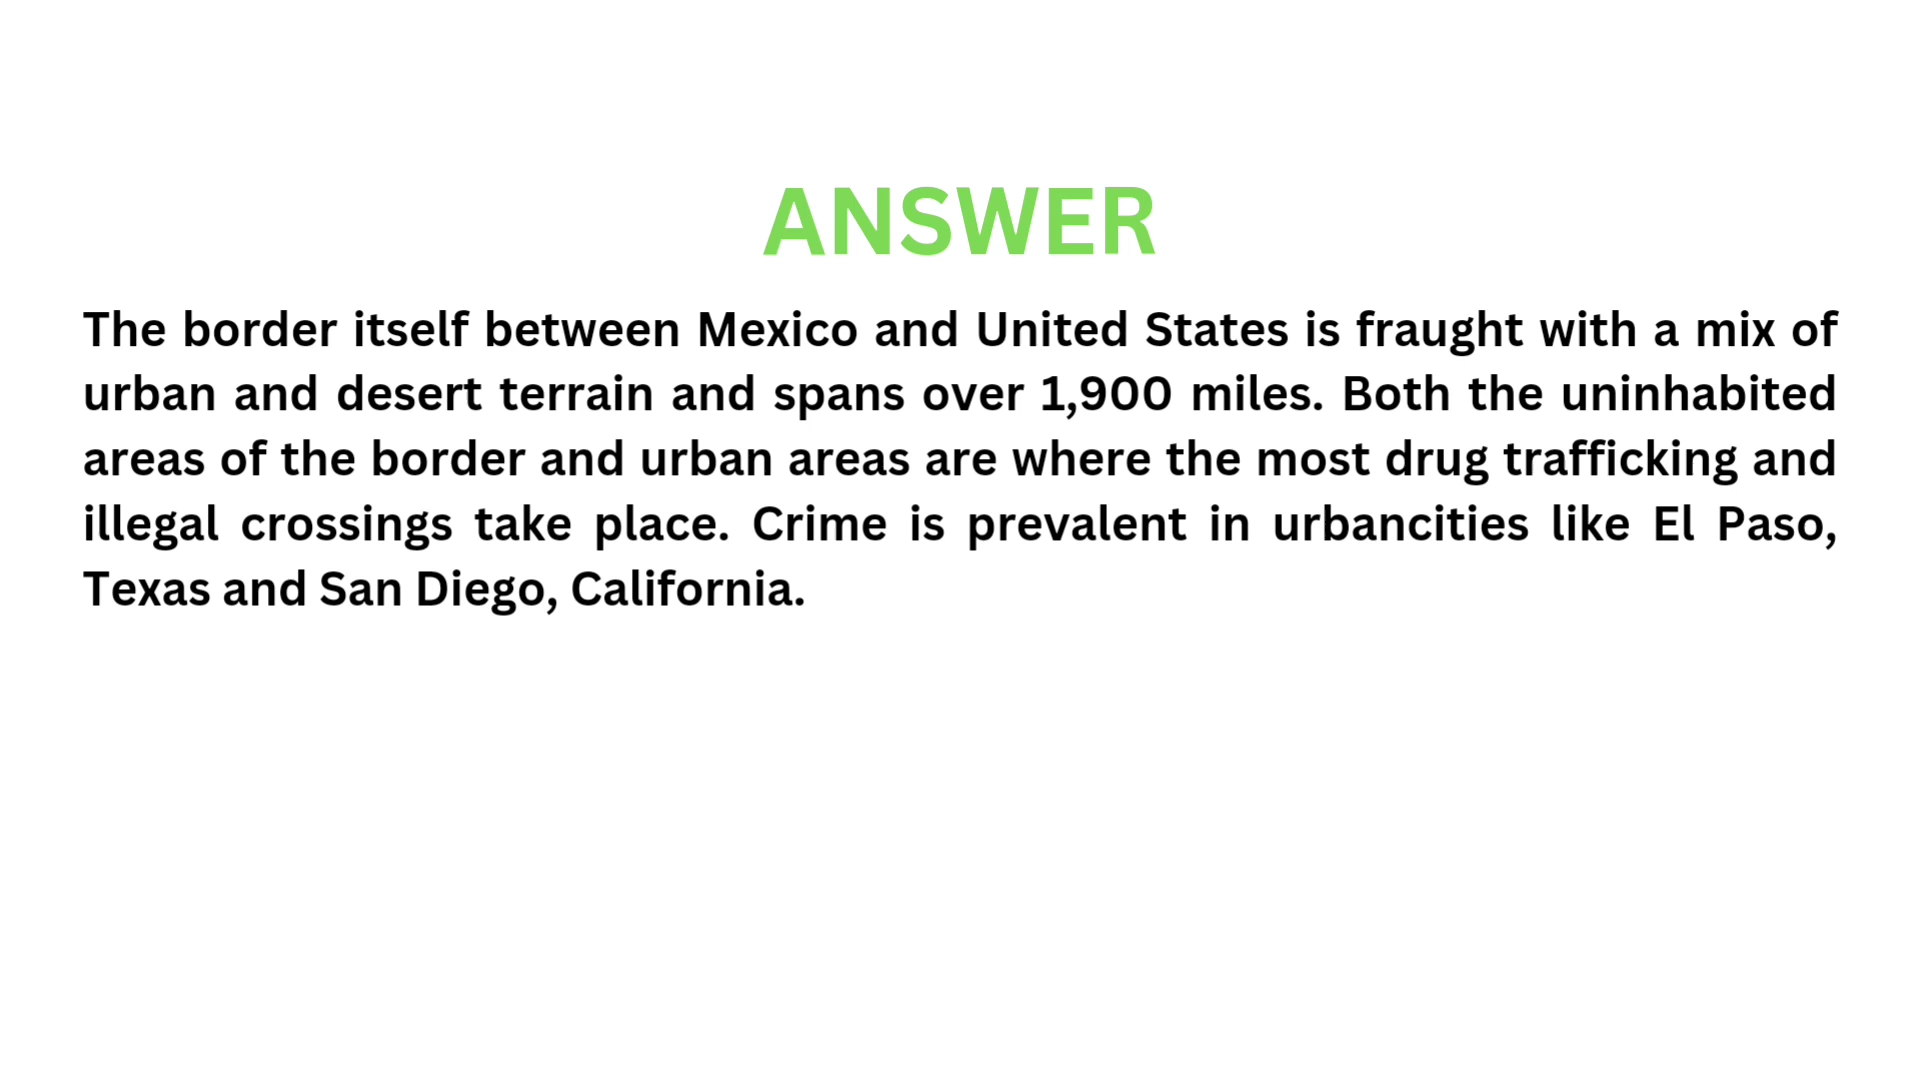 ANSWER
The border itself between Mexico and United States is fraught with a mix of
urban and desert terrain and spans over 1,900 miles. Both the uninhabited
areas of the border and urban areas are where the most drug trafficking and
illegal crossings take place. Crime is prevalent in urbancities like El Paso,
Texas and San Diego, California.